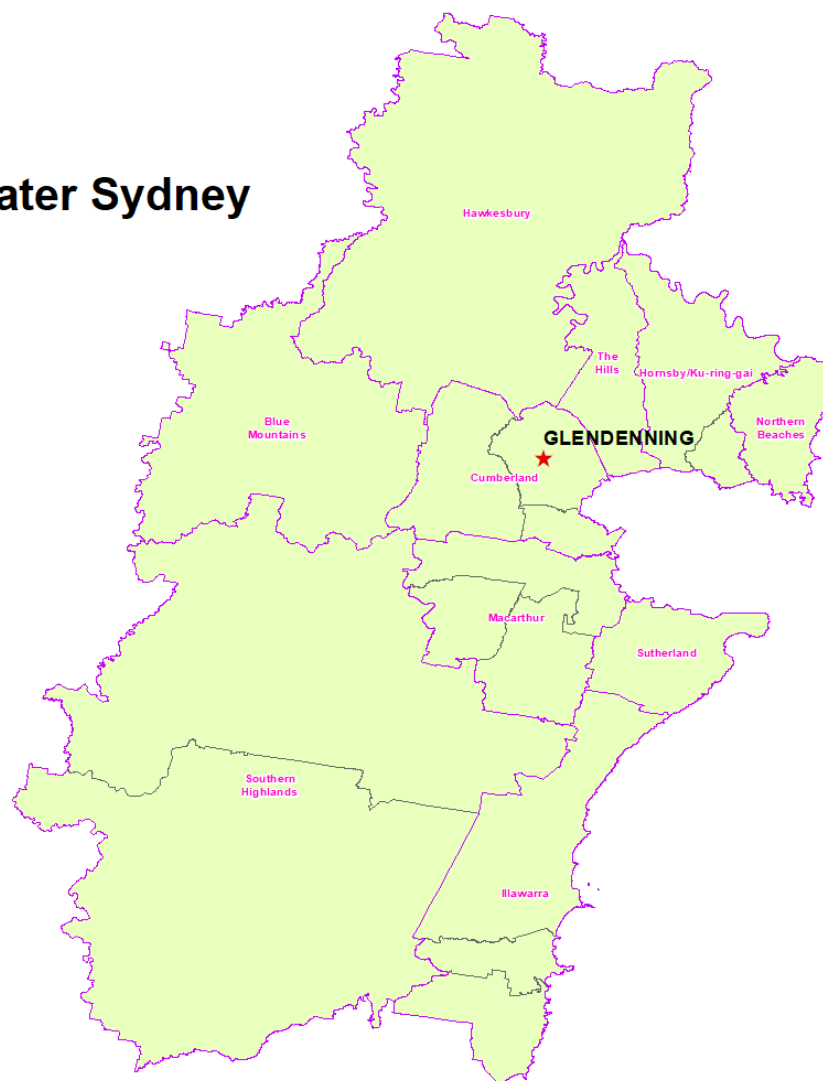 ater Sydney
Hawkesbury
The
Hills
Hornsby/Ku-ring-gai
Blue
Mountains
Northern
Beaches
GLENDENNING
Cumberland
Macarthur
Sutherland
Southern
Highlands
Illawarra